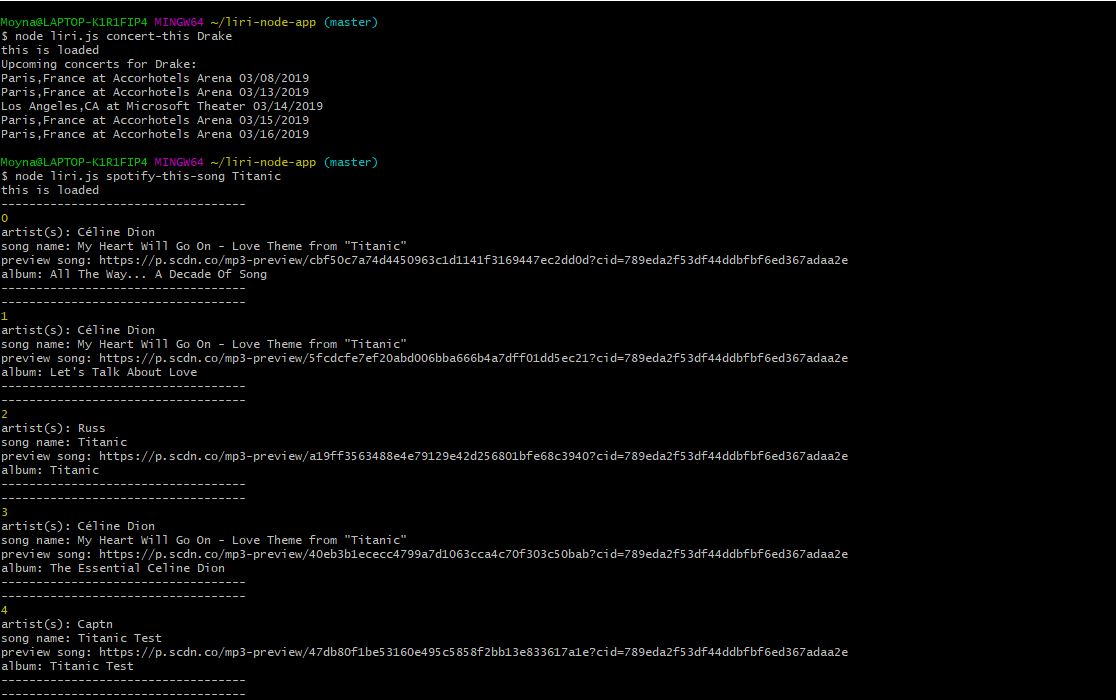 Moyna@LAPTOP-K1R1FIP4 MINGW64 ~/liri-node-app (master)
$ node liri.js concert-this Drake
this is loaded
Upcoming concerts for Drake:
Paris,France at Accorhotels Arena 03/08/2019
Paris,France at Accorhotels Arena 03/13/2019
Los Angeles,CA at Microsoft Theater 03/14/2019
Paris,France at Accorhotels Arena 03/15/2019
Paris,France at Accorhotels Arena 03/16/2019
Moyna@LAPTOP-K1R1FIP4 MINGW64 ~/liri-node-app (master)
$ node liri.js spotify-this-song Titanic
this is loaded
-----------------------------------
0
artist(s): Céline Dion
song name: My Heart Will Go On - Love Theme from "Titanic"
preview song: https://p.scdn.co/mp3-preview/cbf50c7a74d4450963c1d1141f3169447ec2dd0d?cid=789eda2f53df44ddbfbf6ed367adaa2e
album: All The Way... A Decade Of Song
-----------------------------------
-----------------------------------
1
artist(s): Céline Dion
song name: My Heart Will Go On - Love Theme from "Titanic"
preview song: https://p.scdn.co/mp3-preview/5fcdcfe7ef20abd006bba666b4a7dff01dd5ec21?cid=789eda2f53df44ddbfbf6ed367adaa2e
album: Let's Talk About Love
-----------------------------------
-----------------------------------
2
artist(s): Russ
song name: Titanic
preview song: https://p.scdn.co/mp3-preview/a19ff3563488e4e79129e42d256801bfe68c3940?cid=789eda2f53df44ddbfbf6ed367adaa2e
album: Titanic
-----------------------------------
-----------------------------------
3
artist(s): Céline Dion
song name: My Heart Will Go On - Love Theme from "Titanic"
preview song: https://p.scdn.co/mp3-preview/40eb3b1ececc4799a7d1063cca4c70f303c50bab?cid=789eda2f53df44ddbfbf6ed367adaa2e
album: The Essential Celine Dion
-----------------------------------
-----------------------------------
4
artist(s): Captn
song name: Titanic Test
preview song: https://p.scdn.co/mp3-preview/47db80f1be53160e495c5858f2bb13e833617a1e?cid=789eda2f53df44ddbfbf6ed367adaa2e
album: Titanic Test
-----------------------------------
-----------------------------------